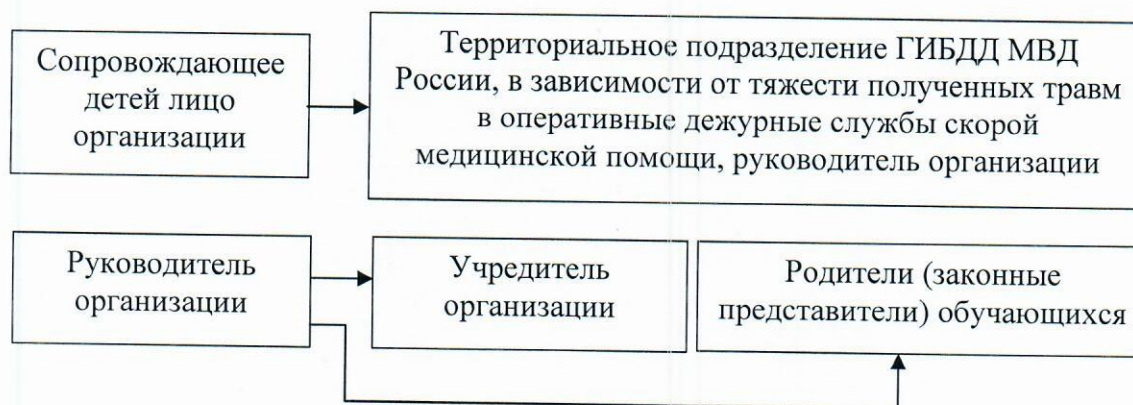 Сопровождающее
детей лицо
организации
Территориальное подразделение ГИБДД МВД
России, в зависимости от тяжести полученных травм
в оперативные дежурные службы скорой
медицинской помощи, руководитель организации
Руководитель
организации
Учредитель
организации
Родители (законные
представители) обучающихся